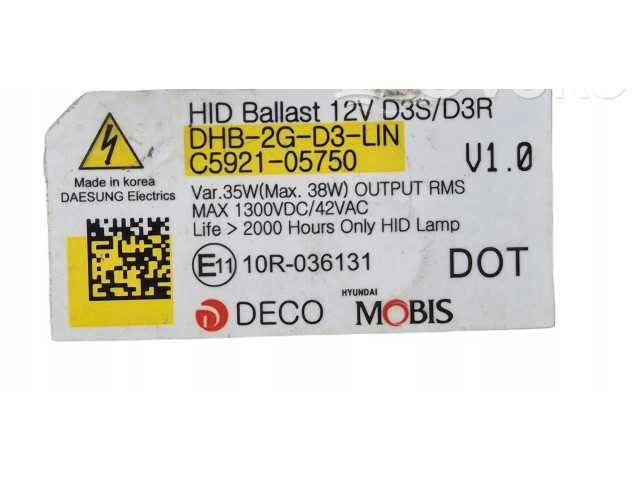 HID Ballast 12V D3S/D3R
DHB-2G-D3-LIN
C5921-05750
V1.0
Made in korea
DAESUNG Electrics
Var.35W(Max. 38W) OUTPUT RMS
MAX 1300VDC/42VAC
Life > 2000 Hours Only HID Lamp
E11 10R-036131
DOT
DECO
HYUNDAI
MOBIS